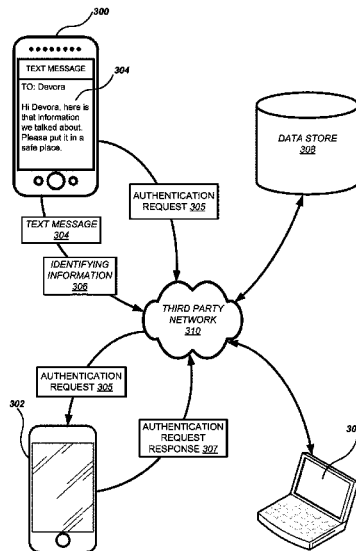 300
TEXT MESSAGE
TO: Devora
304
Hi Devora, here is
that information
we talked about.
Please put it in a
safe place.
DATA STORE
308
AUTHENTICATION
REQUEST 305
TEXT MESSAGE
304
IDENTIFYING
INFORMATION
306
THIRD PARTY
NETWORK
310
AUTHENTICATION
REQUEST 305
302
AUTHENTICATION
REQUEST
RESPONSE 307